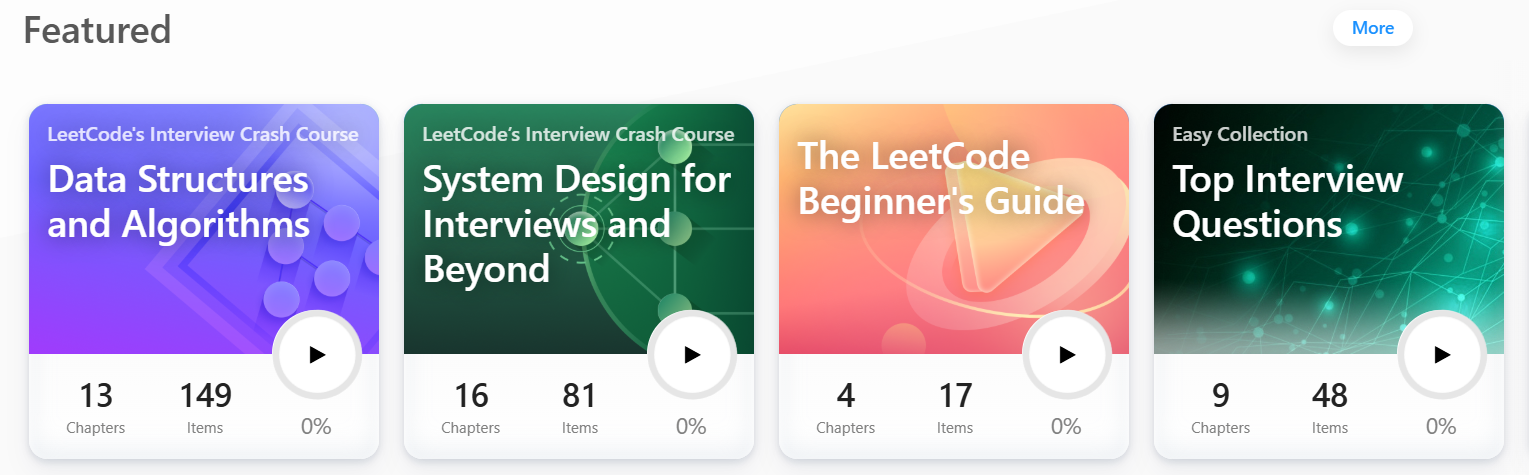 Featured
More
LeetCode's Interview Crash Course
Data Structures
and Algorithms
13
149
Chapters
Items
0%
LeetCode’s Interview Crash Course
System Design for
Interviews and
Beyond
16
81
Chapters
Items
0%
The LeetCode
Beginner's Guide
4
17
Chapters
Items
0%
Easy Collection
Top Interview
Questions
9
48
Chapters
Items
0%